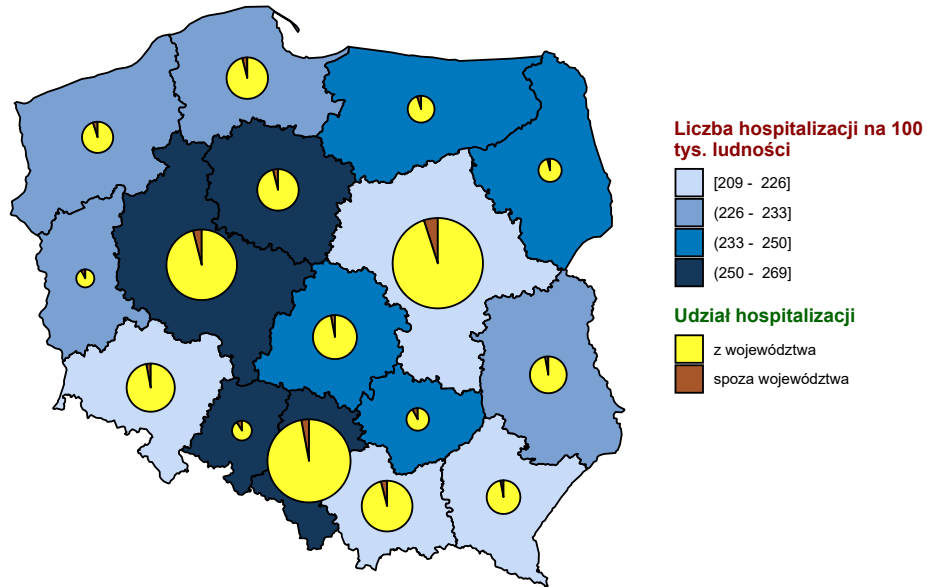 Liczba hospitalizacji na 100
tys. ludności
[209 - 226]
(226 - 233]
(233 - 250]
(250 - 269]
Udział hospitalizacji
z województwa
spoza województwa